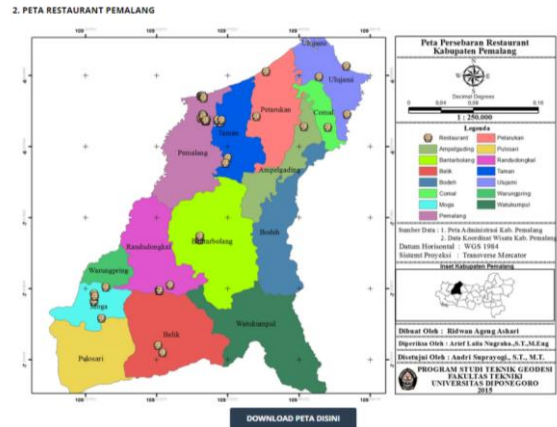 2. PETA RESTAURANT PEMALANG
Ulujami
Ulujami
Petarukan
Comal
Taman
Pemalang
Ampelgading
Bodeh
Bantarbolang
Randudongkal
Warungpring
Moga
Belik
Watukumpul
Pulosari
Peta Persebaran Restaurant
Kabupaten Pemalang
Decimal Degrees
1 : 250.000
Legenda
Restaurant
Ampelgading
Bantarbolang
Belik
Bodeh
Comal
Moga
Pemalang
Petarukan
Pulosari
Randudongkal
Taman
Ulujami
Warungpring
Watukumpul
Sumber Data : 1. Peta Administrasi Kab. Pemalang
2. Data Koordinat Wisata Kab. Pemalang
Datum Horisontal : WGS 1984
Sistem Proyeksi : Transverse Mercator
Inset Kabupaten Pemalang
Dibuat Oleh : Ridwan Ageng Ashari
Diperiksa Oleh : Arief Laila Nugraha,S.T.,M.Eng
Disetujui Oleh : Andri Suprayogi., S.T., M.T.
PROGRAM STUDI TEKNIK GEODESI
FAKULTAS TEKNIK
UNIVERSITAS DIPONEGORO
2015
DOWNLOAD PETA DISINI